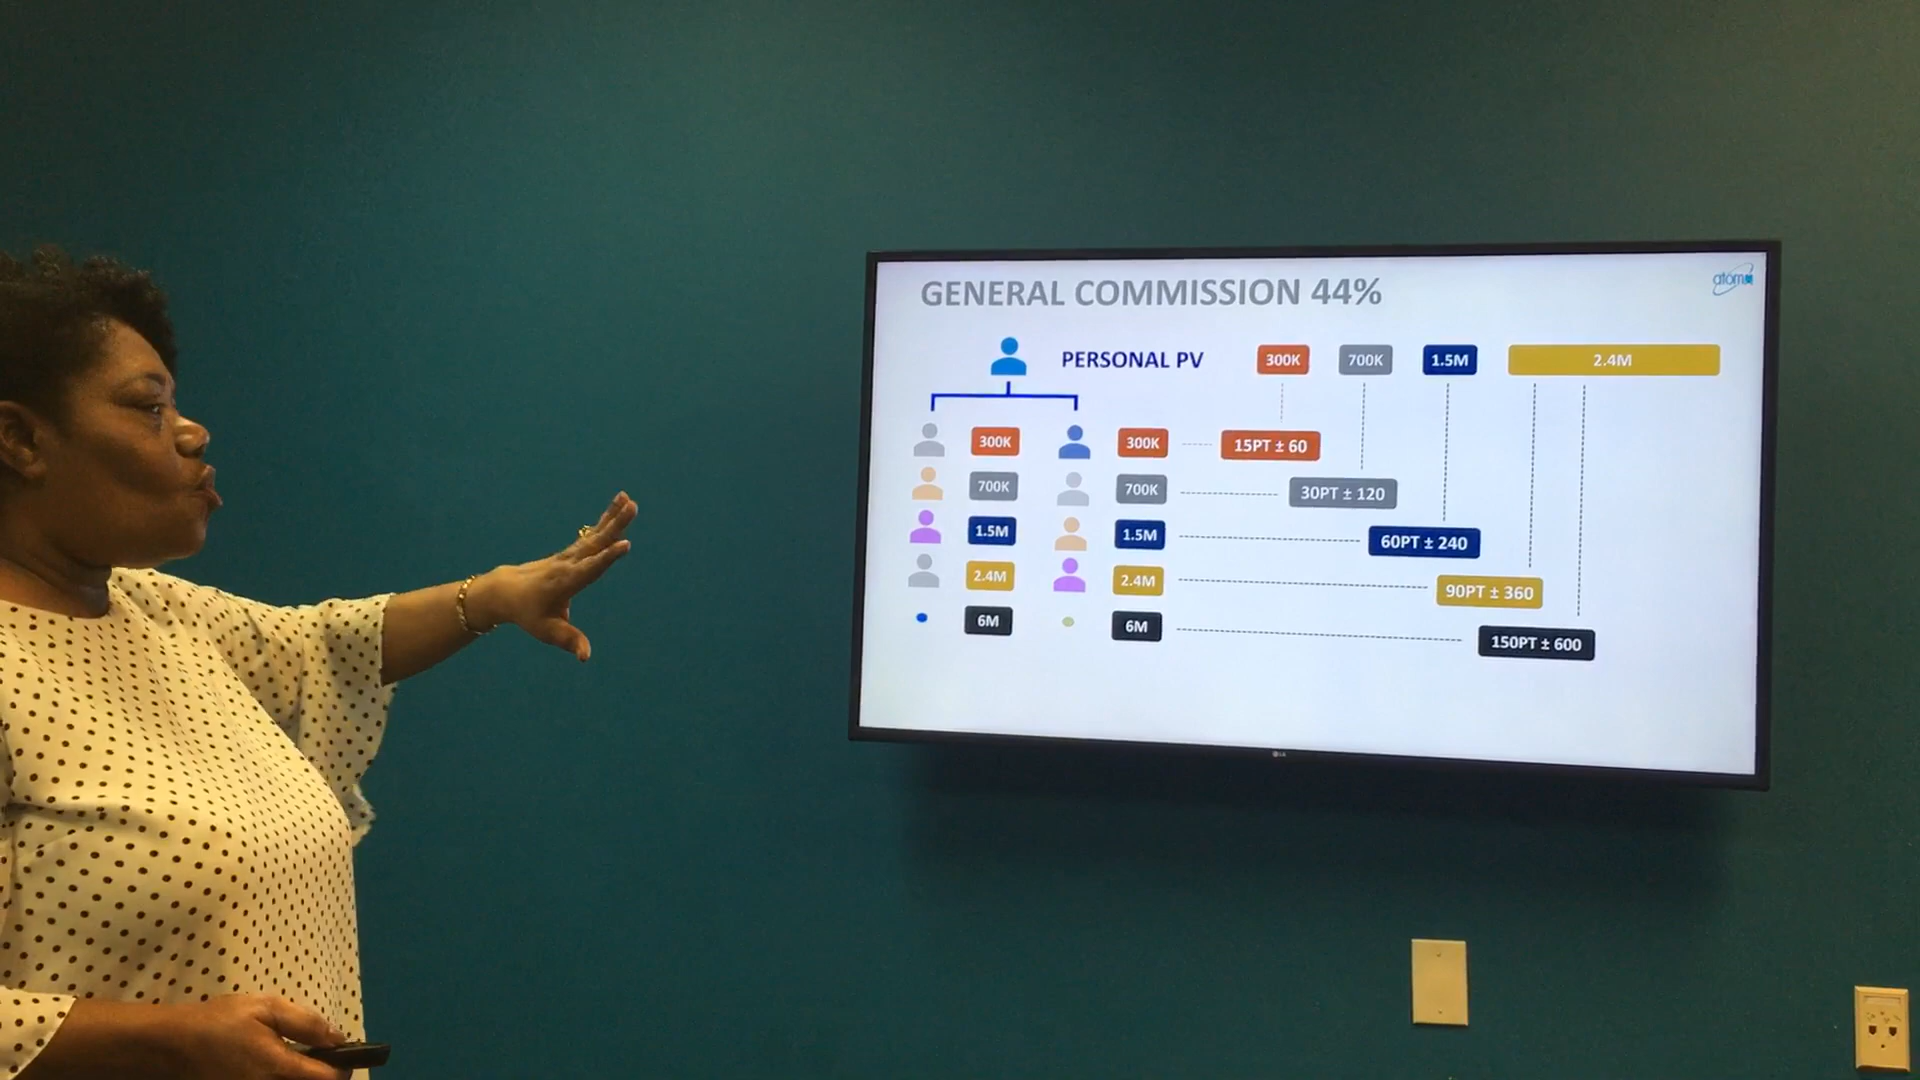 GENERAL COMMISSION 44%
atomy
PERSONAL PV 300K 700K 1.5M 2.4M
300K 300K 15PT ± 60
700K 700K 30PT ± 120
1.5M 1.5M 60PT ± 240
2.4M 2.4M 90PT ± 360
6M 6M 150PT ± 600
LG